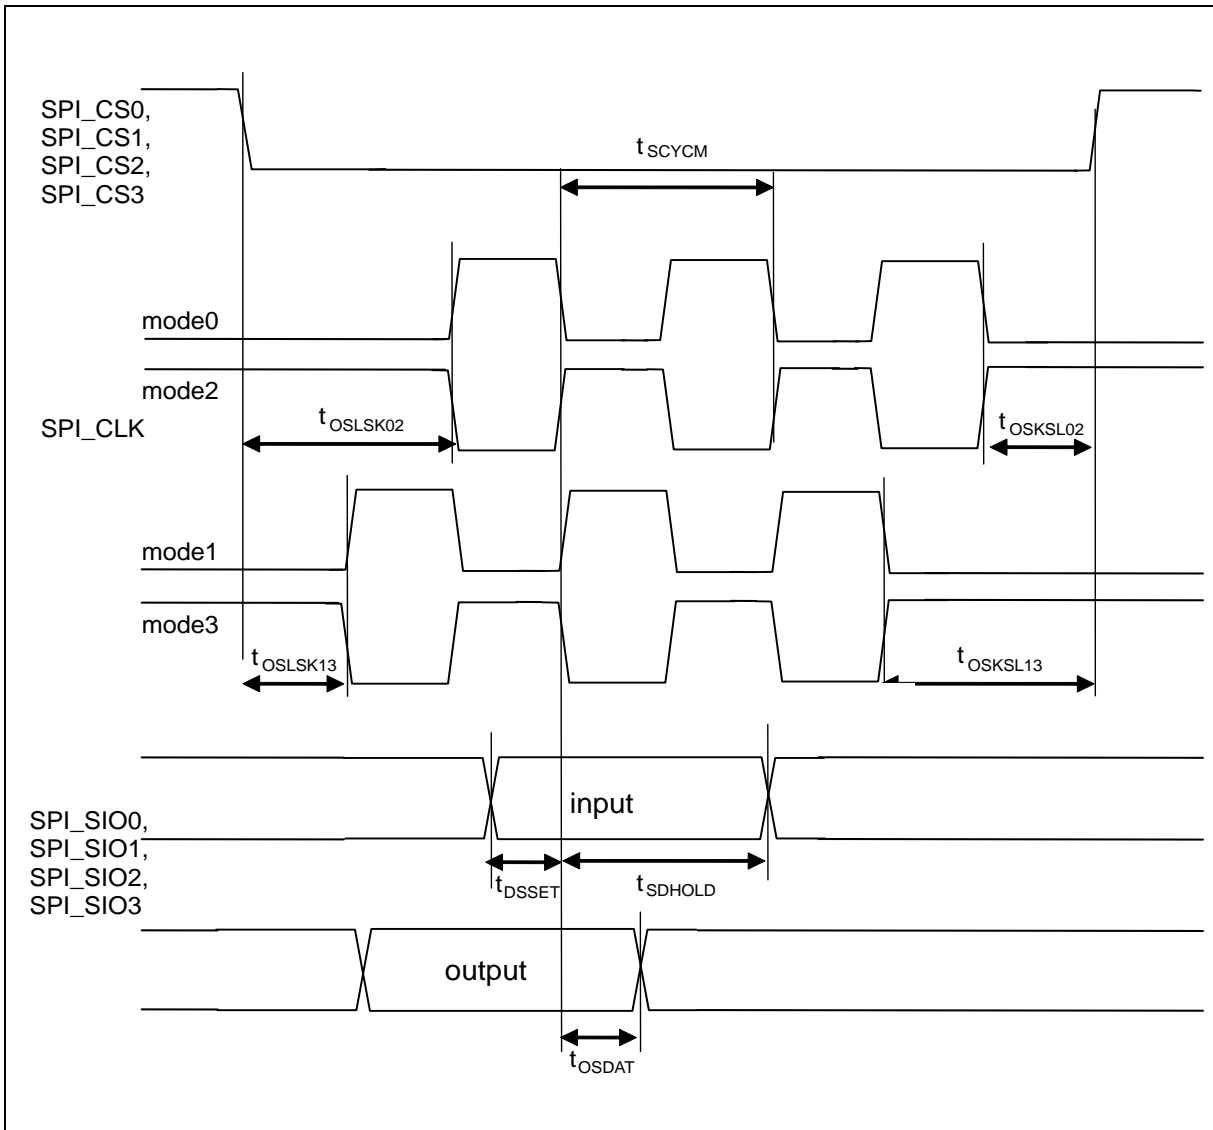 SPI_CS0,
SPI_CS1,
SPI_CS2,
SPI_CS3
tSCYCM
mode0
mode2
SPI_CLK
tOSLSK02
tOSKSL02
mode1
mode3
tOSLSK13
tOSKSL13
input
SPI_SIO0,
SPI_SIO1,
SPI_SIO2,
SPI_SIO3
tDSSET
tSDHOLD
output
tOSDAT